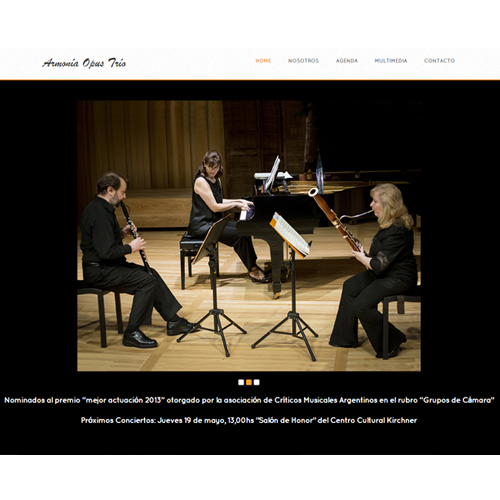 Armonía Opus Trío
HOME NOSOTROS AGENDA MULTIMEDIA CONTACTO
Nominados al premio "mejor actuación 2013" otorgado por la asociación de Críticos Musicales Argentinos en el rubro "Grupos de Cámara"
Próximos Conciertos: Jueves 19 de mayo, 13,00hs "Salón de Honor" del Centro Cultural Kirchner